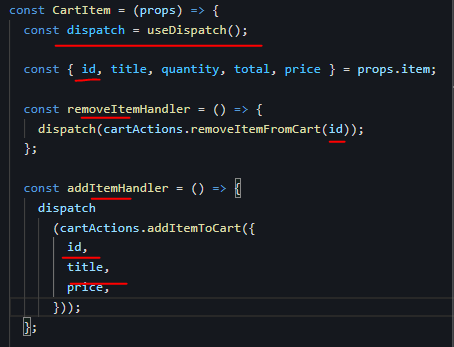 const CartItem = (props) => {
const dispatch = useDispatch();
const { id, title, quantity, total, price } = props.item;
const removeItemHandler = () => {
dispatch(cartActions.removeItemFromCart(id));
};
const addItemHandler = () => {
dispatch
(cartActions.addItemToCart({
id,
title,
price,
}));
};